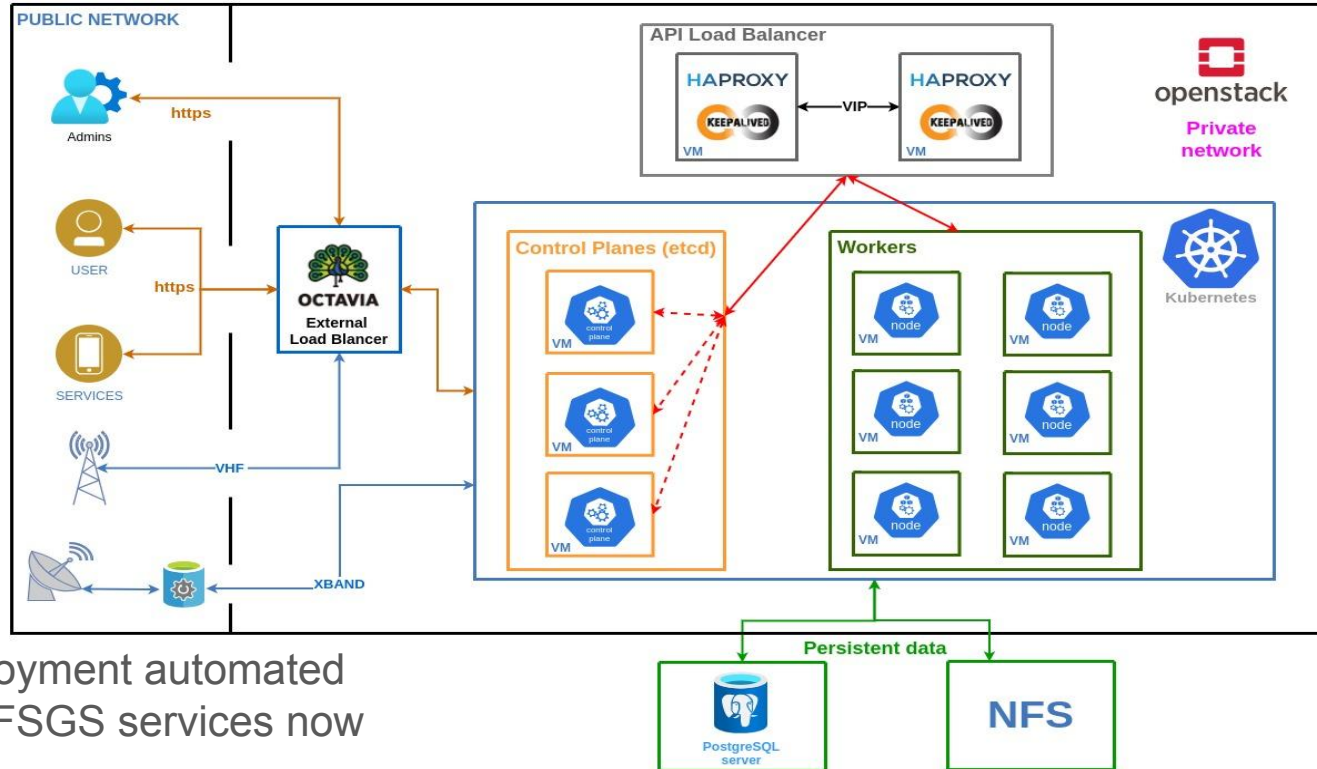 PUBLIC NETWORK
Admins
https
USER
https
SERVICES
VHF
XBAND
OCTAVIA
External
Load Blancer
API Load Balancer
HAPROXY
KEEPALIVED
VM
VIP
HAPROXY
KEEPALIVED
VM
openstack
Private
network
Control Planes (etcd)
control
plane
VM
control
plane
VM
control
plane
VM
Workers
node
VM
node
VM
node
VM
node
VM
node
VM
node
VM
Kubernetes
Persistent data
PostgreSQL
server
NFS
oyment automated
FSGS services now